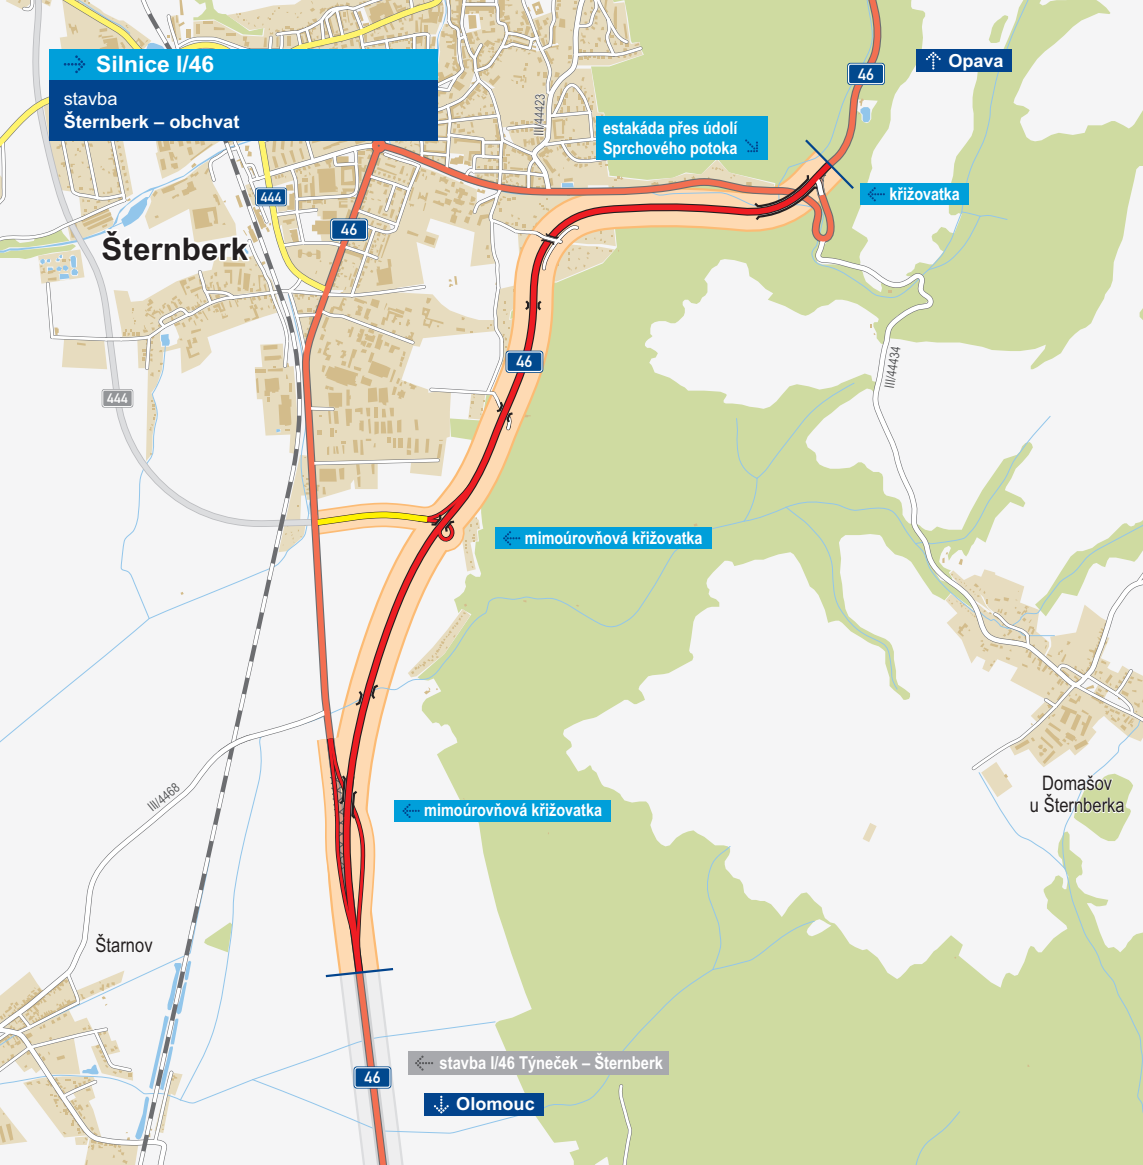 Silnice I/46
stavba
Šternberk – obchvat
Opava
46
III/44423
estakáda přes údolí
Sprchového potoka
křižovatka
444
46
Šternberk
46
444
III/44434
mimoúrovňová křižovatka
III/4468
mimoúrovňová křižovatka
Domašov
u Šternberka
Štarnov
stavba I/46 Týneček – Šternberk
46
Olomouc